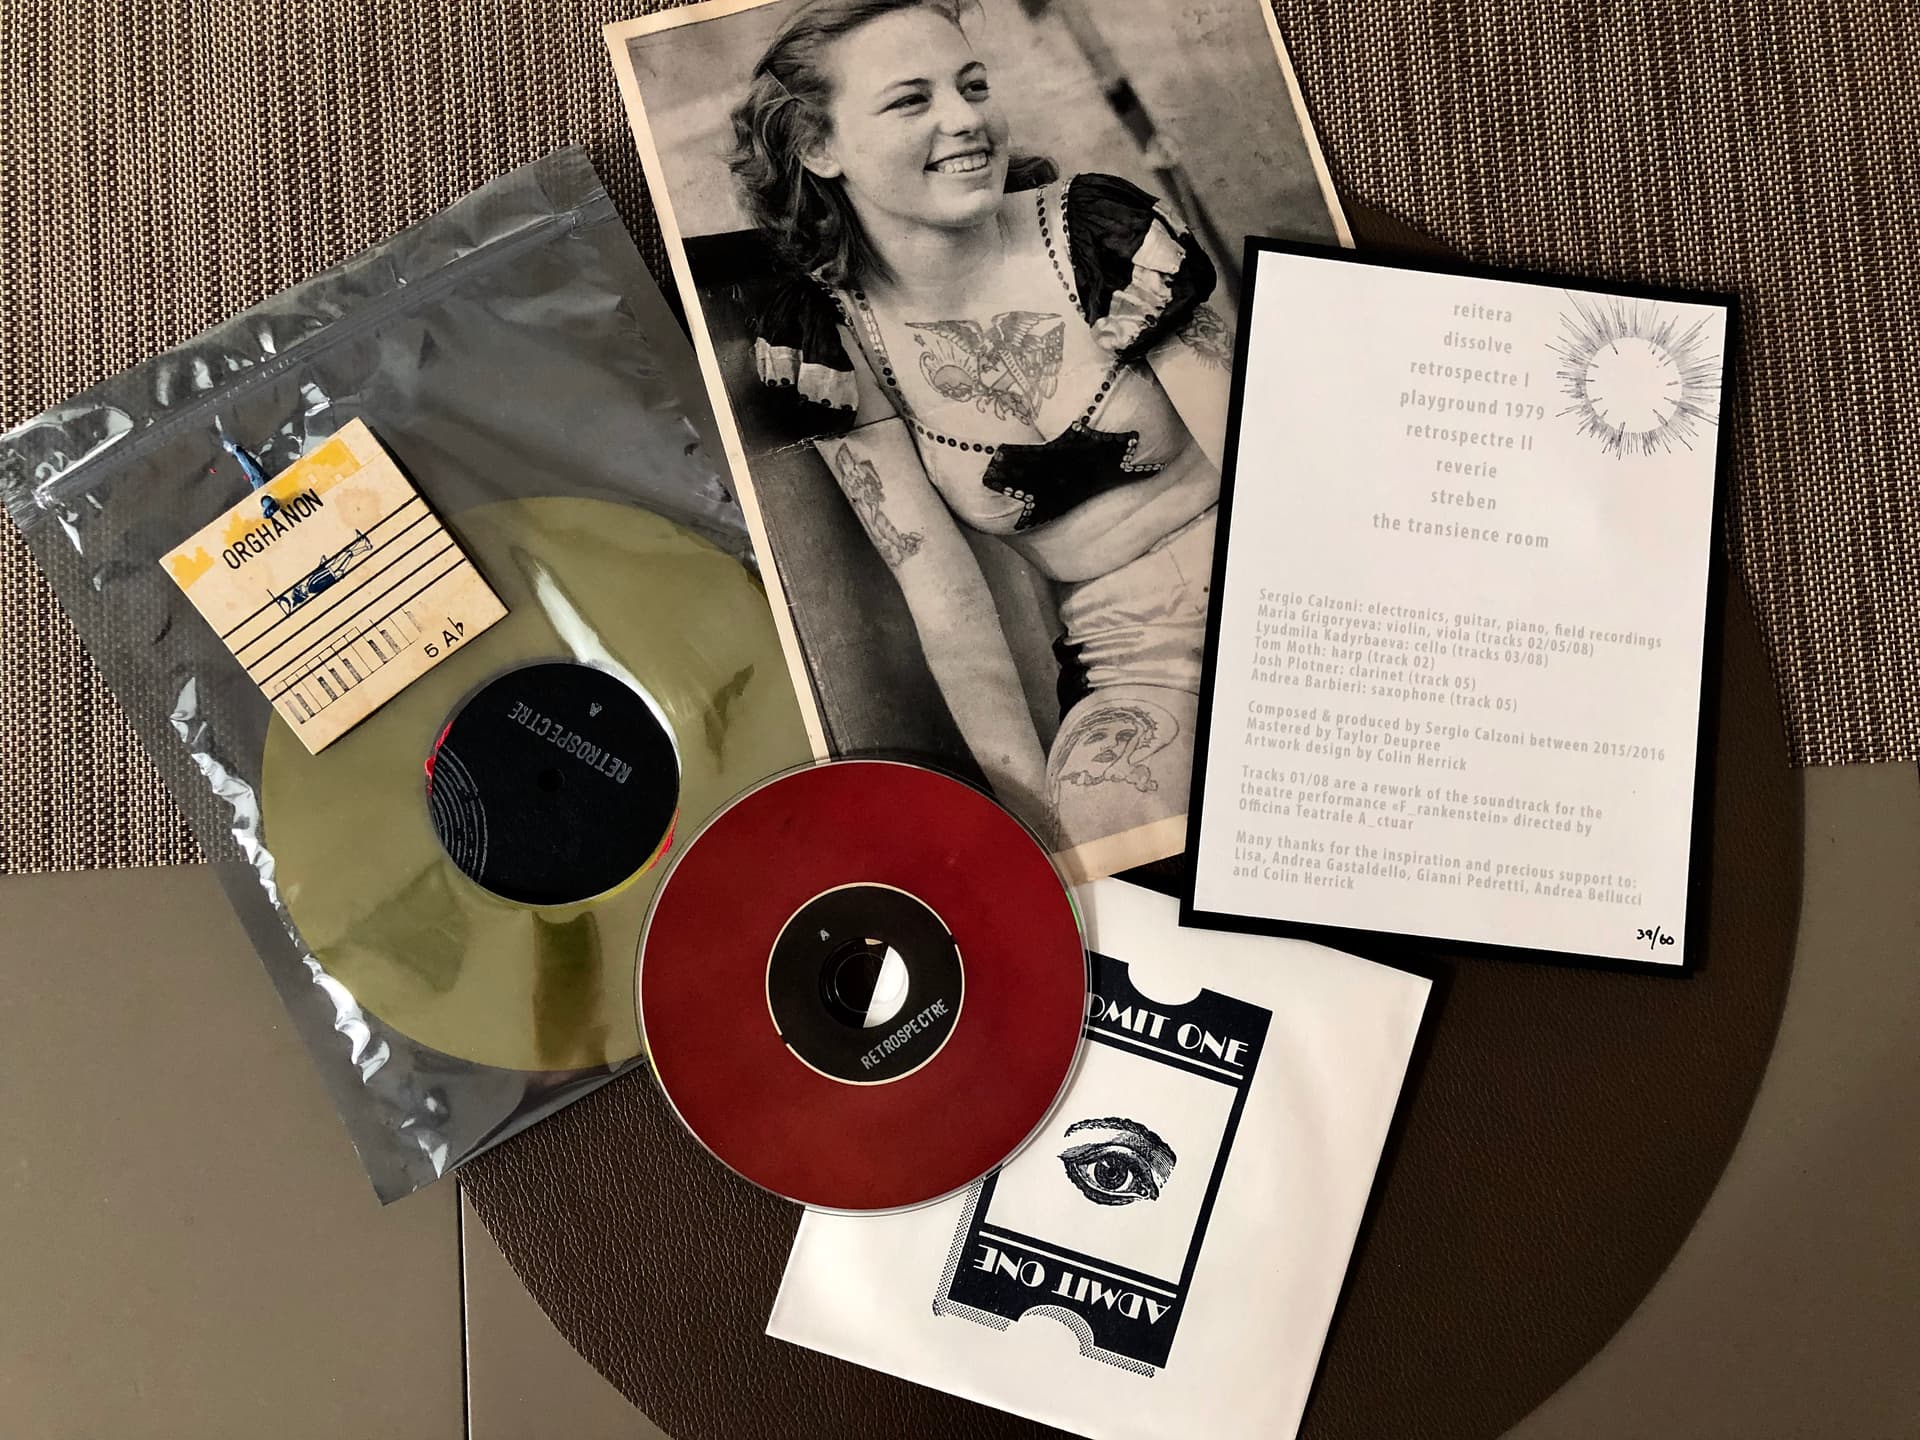 ORGHANON
5 Ab
RETROSPECTRE
A
A
RETROSPECTRE
reitera
dissolve
retrospectre I
playground 1979
retrospectre II
reverie
streben
the transience room
Sergio Calzoni: electronics, guitar, piano, field recordings
Maria Grigoryeva: violin, viola (tracks 02/05/08)
Lyudmila Kadyrbaeva: cello (tracks 03/08)
Tom Moth: harp (track 02)
Josh Plotner: clarinet (track 05)
Andrea Barbieri: saxophone (track 05)
Composed & produced by Sergio Calzoni between 2015/2016
Mastered by Taylor Deupree
Artwork design by Colin Herrick
Tracks 01/08 are a rework of the soundtrack for the
theatre performance «F_rankenstein» directed by
Officina Teatrale A_ctuar
Many thanks for the inspiration and precious support to:
Lisa, Andrea Gastaldello, Gianni Pedretti, Andrea Bellucci
and Colin Herrick
39/60
ADMIT ONE
ADMIT ONE